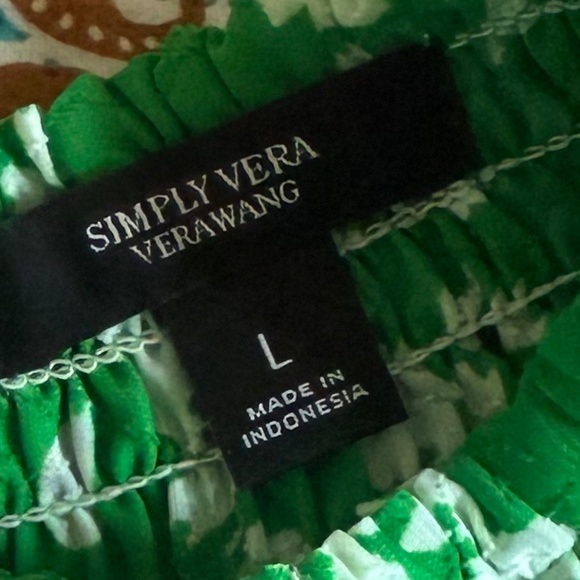 SIMPLY VERA
VERAWANG
L
MADE IN
INDONESIA